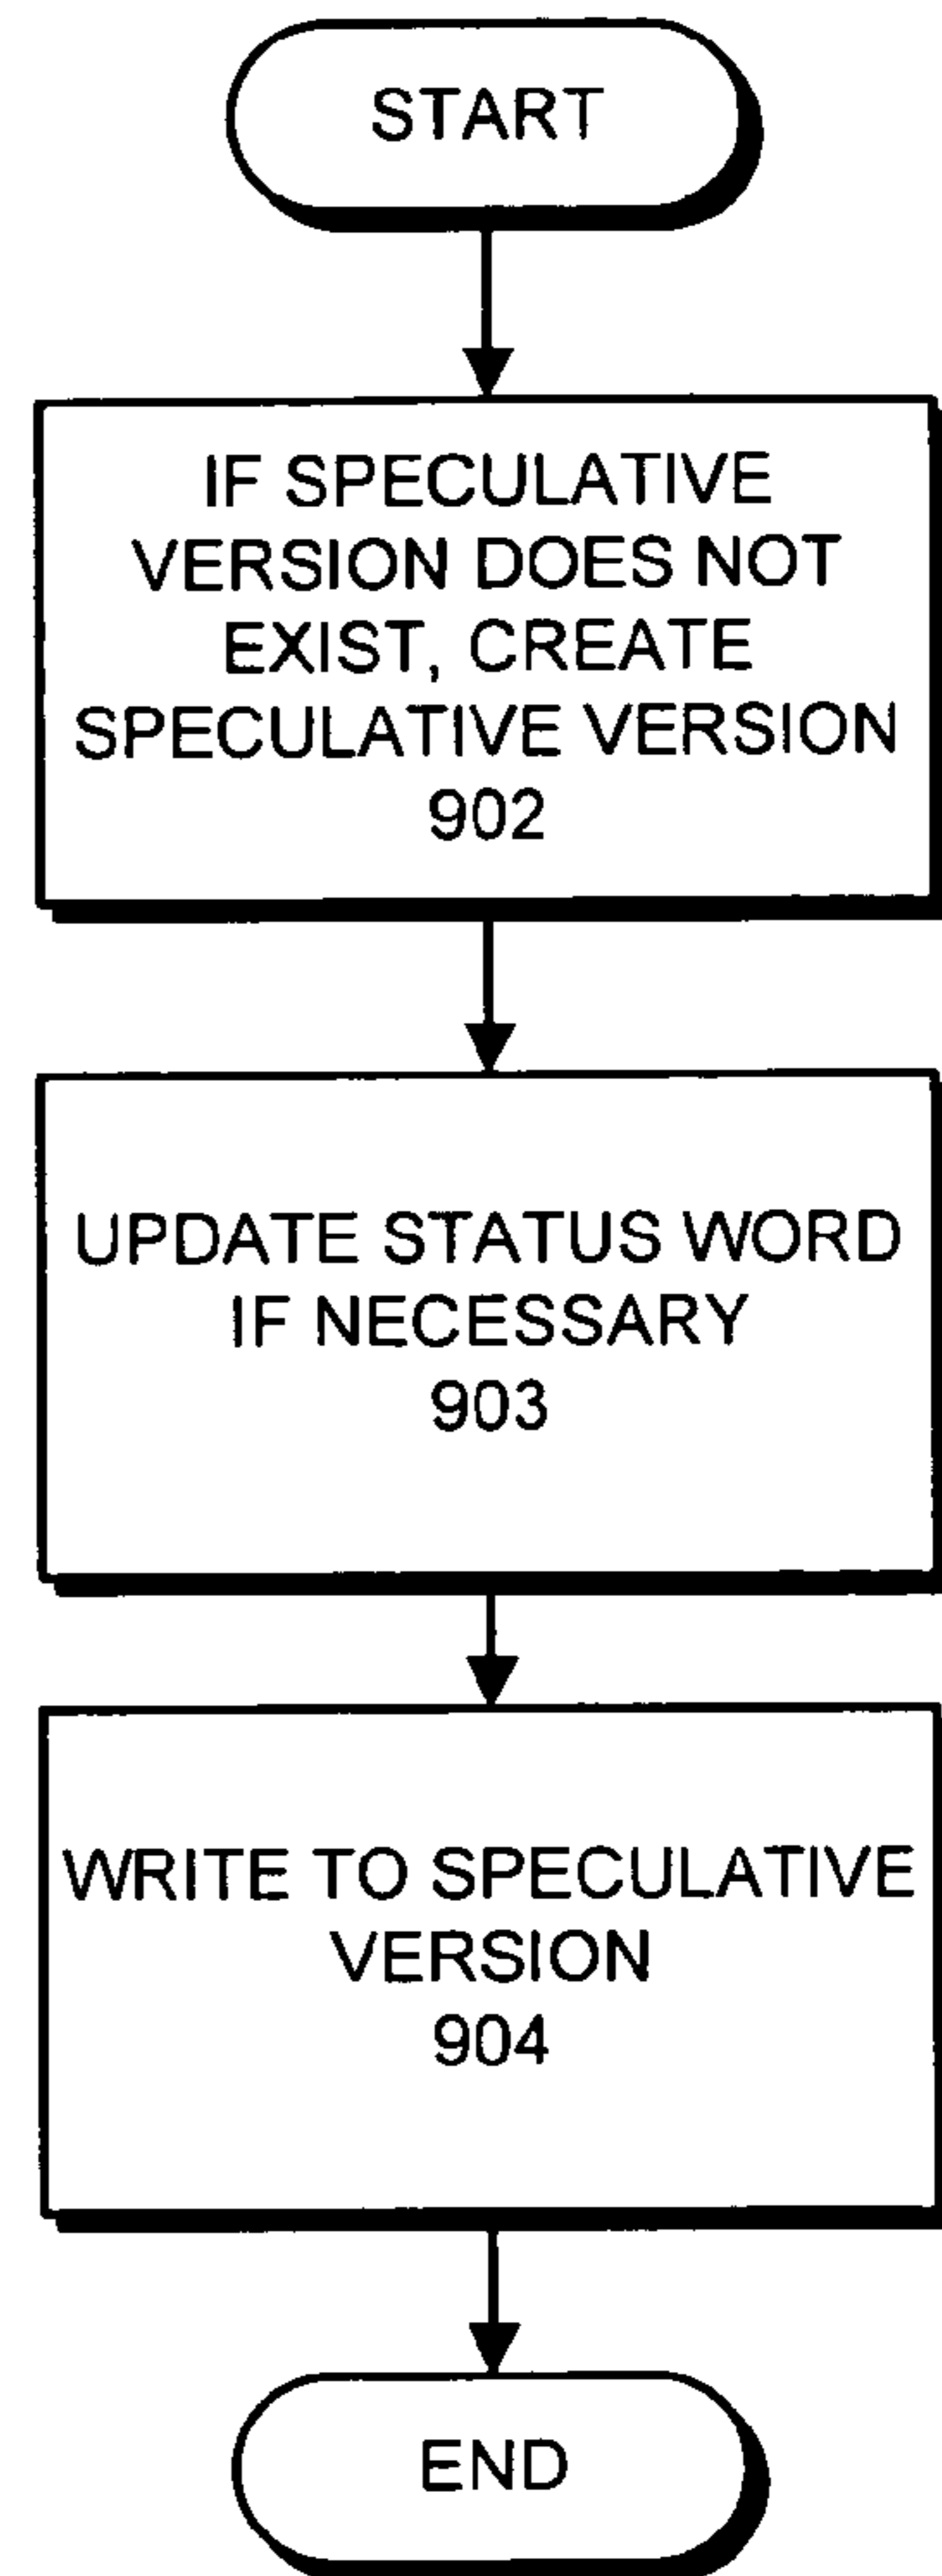 START
IF SPECULATIVE
VERSION DOES NOT
EXIST, CREATE
SPECULATIVE VERSION
902
UPDATE STATUS WORD
IF NECESSARY
903
WRITE TO SPECULATIVE
VERSION
904
END